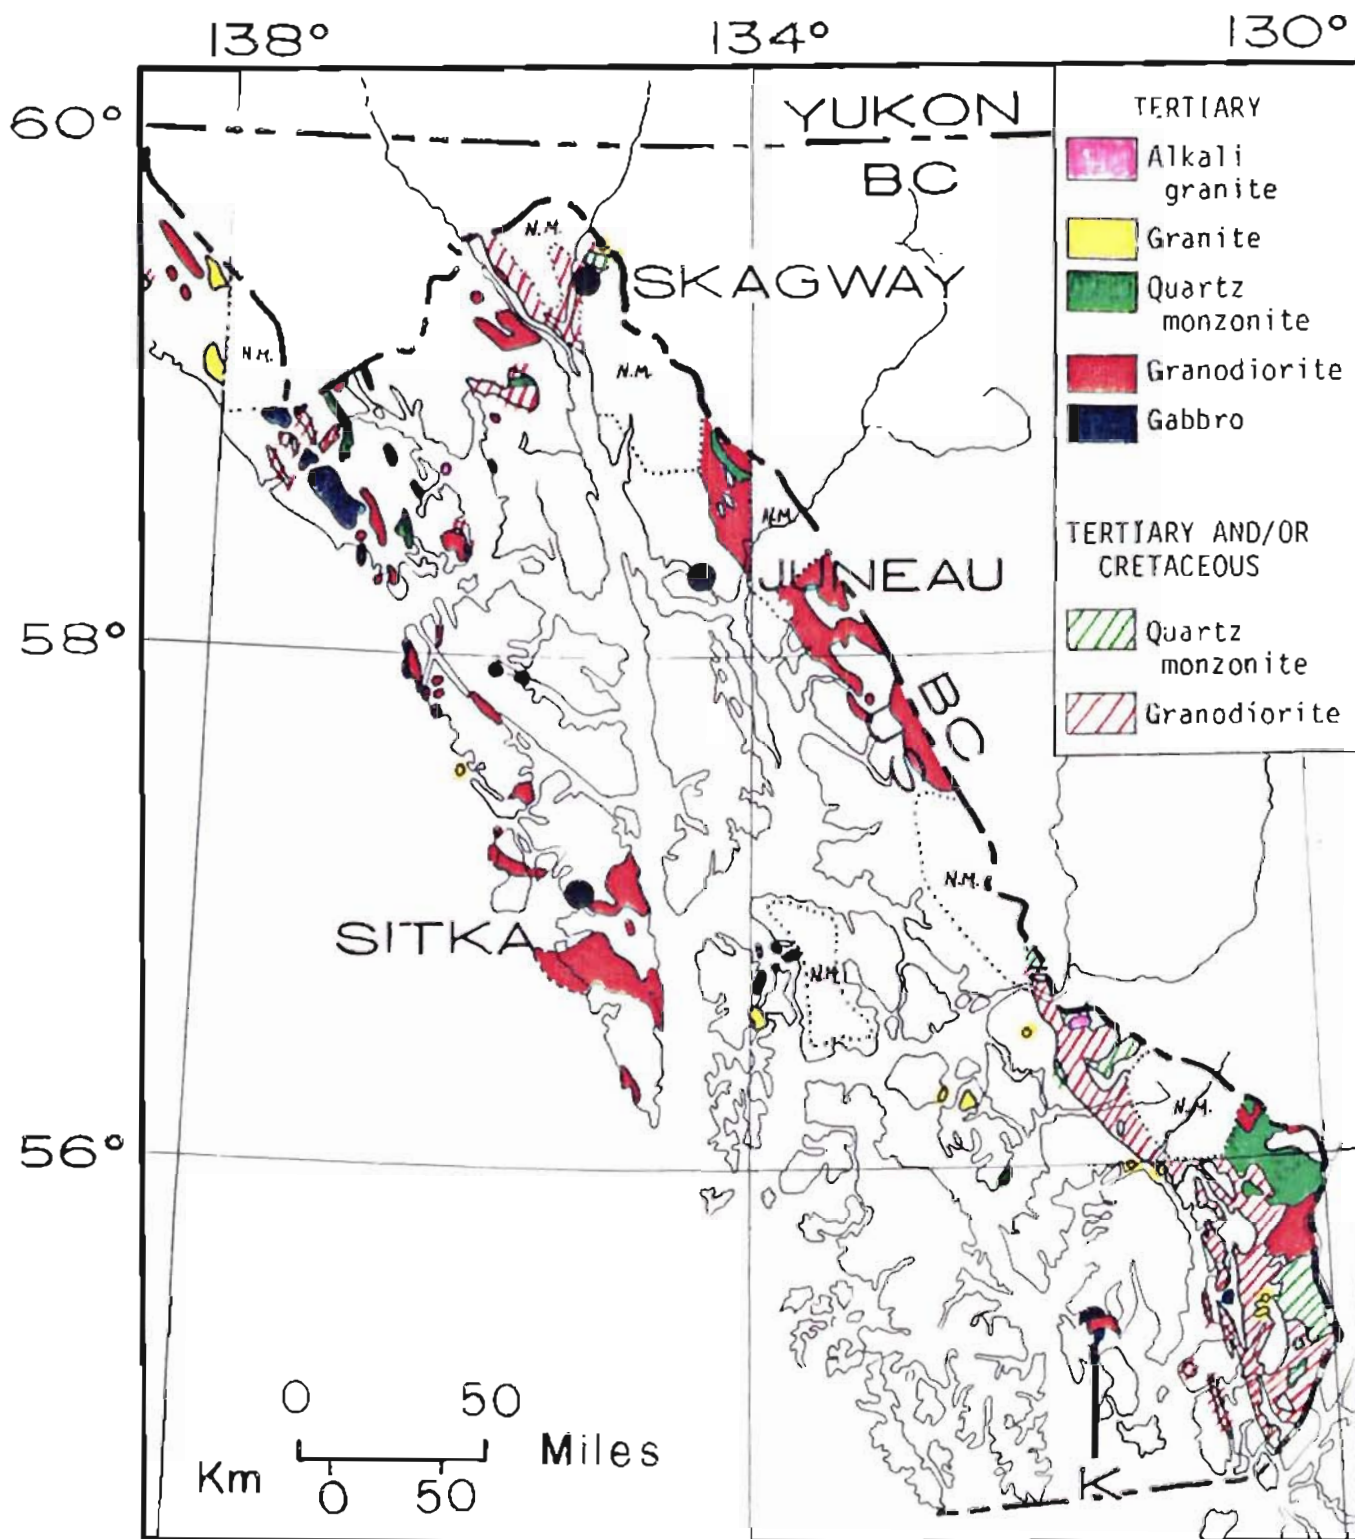 138° 134° 130°
60°
YUKON
BC
TERTIARY
Alkali
granite
Granite
Quartz
monzonite
Granodiorite
Gabbro
TERTIARY AND/OR
CRETACEOUS
Quartz
monzonite
Granodiorite
N.M.
SKAGWAY
N.M.
N.M.
N.M.
JUNEAU
58°
BC
N.M.
SITKA
N.M.
N.M.
56°
0 50
Miles
Km
0 50
K